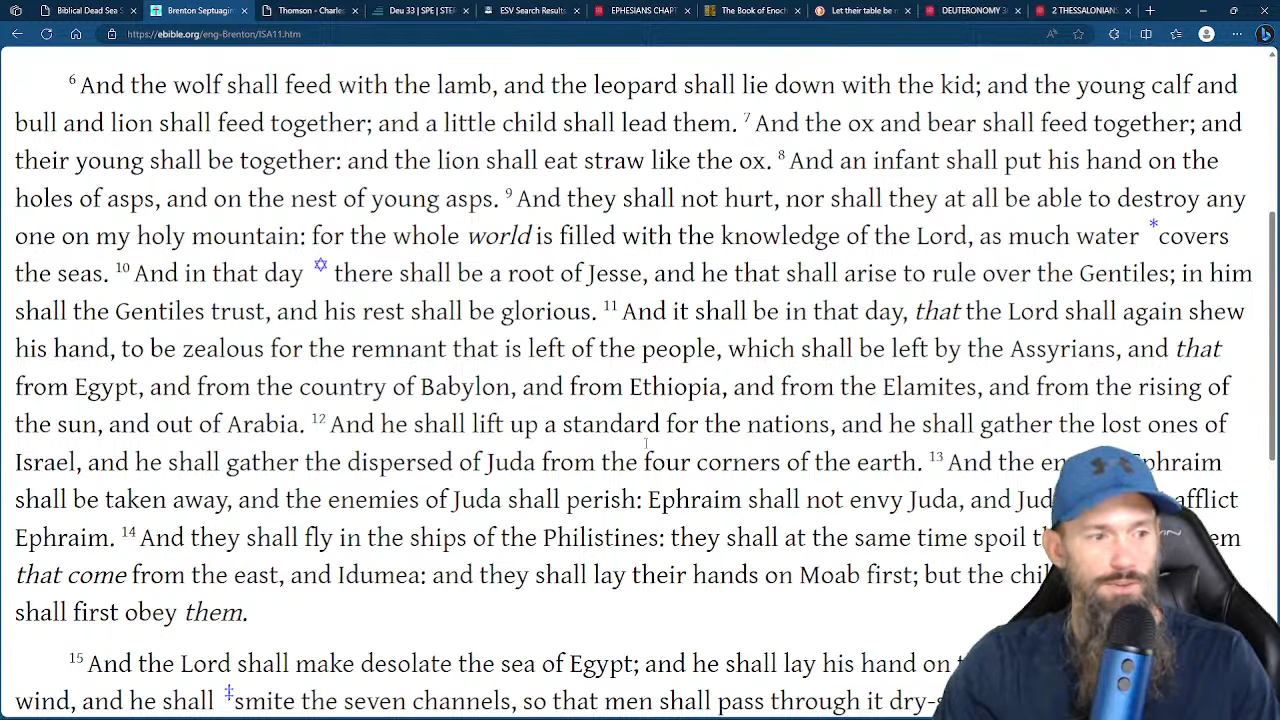 Biblical Dead Sea S
Brenton Septuagin
Thomson - Charles
Deu 33 | SPE | STEP
ESV Search Results
EPHESIANS CHAPT
The Book of Enoc
Let their table be m
DEUTERONOMY 3
2 THESSALONIANS
https://ebible.org/eng-Brenton/ISA11.htm
6 And the wolf shall feed with the lamb, and the leopard shall lie down with the kid; and the young calf and
bull and lion shall feed together; and a little child shall lead them. 7 And the ox and bear shall feed together; and
their young shall be together: and the lion shall eat straw like the ox. 8 And an infant shall put his hand on the
holes of asps, and on the nest of young asps. 9 And they shall not hurt, nor shall they at all be able to destroy any
one on my holy mountain: for the whole world is filled with the knowledge of the Lord, as much water *covers
the seas. 10 And in that day ✡ there shall be a root of Jesse, and he that shall arise to rule over the Gentiles; in him
shall the Gentiles trust, and his rest shall be glorious. 11 And it shall be in that day, that the Lord shall again shew
his hand, to be zealous for the remnant that is left of the people, which shall be left by the Assyrians, and that
from Egypt, and from the country of Babylon, and from Ethiopia, and from the Elamites, and from the rising of
the sun, and out of Arabia. 12 And he shall lift up a standard for the nations, and he shall gather the lost ones of
Israel, and he shall gather the dispersed of Juda from the four corners of the earth. 13 And the en phraim
shall be taken away, and the enemies of Juda shall perish: Ephraim shall not envy Juda, and Jud afflict
Ephraim. 14 And they shall fly in the ships of the Philistines: they shall at the same time spoil th em
that come from the east, and Idumea: and they shall lay their hands on Moab first; but the chil
shall first obey them.
15 And the Lord shall make desolate the sea of Egypt; and he shall lay his hand on
wind, and he shall ‡smite the seven channels, so that men shall pass through it dry-